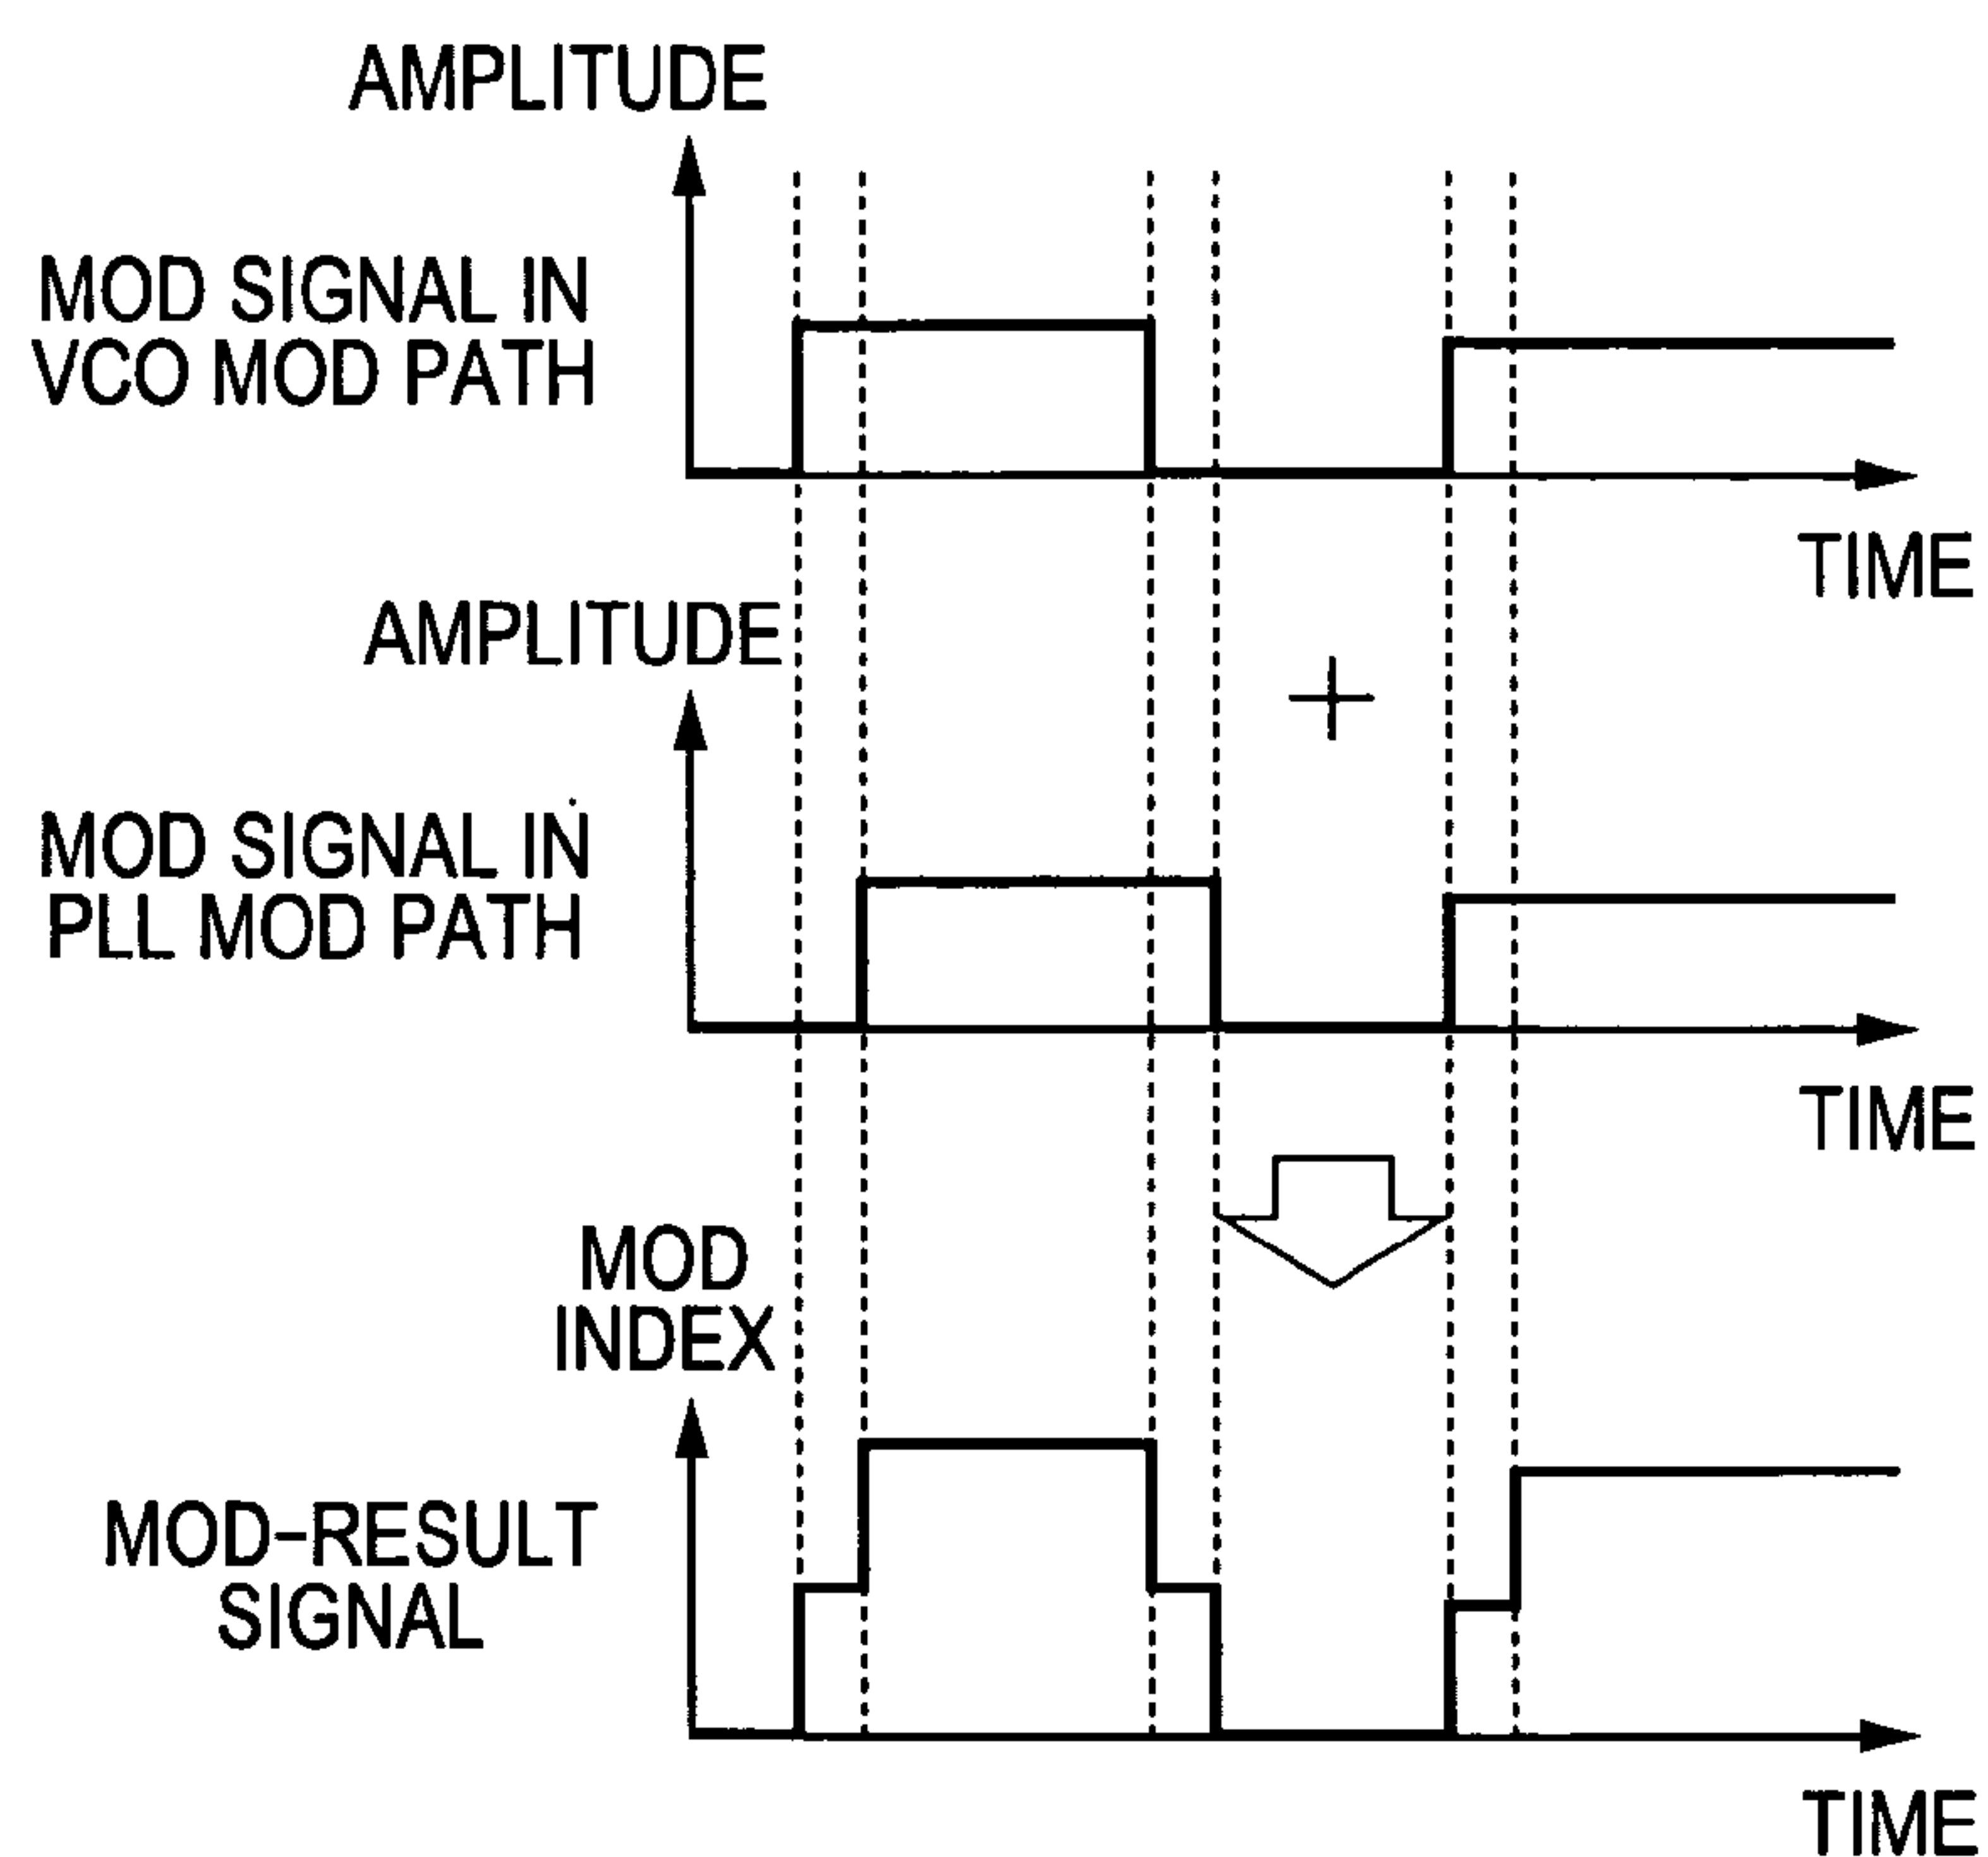 AMPLITUDE
MOD SIGNAL IN
VCO MOD PATH
TIME
AMPLITUDE
+
MOD SIGNAL IN
PLL MOD PATH
TIME
MOD
INDEX
MOD-RESULT
SIGNAL
TIME